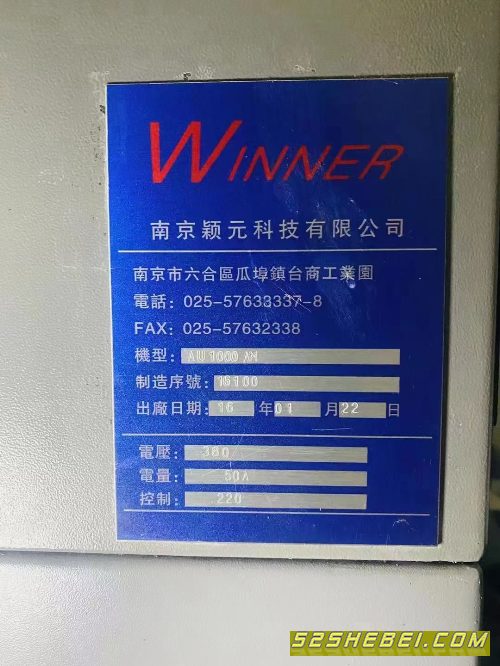 WINNER
南京颖元科技有限公司
南京市六合區瓜埠鎮台商工業園
電話：025-57633337-8
FAX：025-57632338
機型：AU1000/AH
制造序號：16100
出廠日期：16 年01 月22 日
電壓：380
電量：50A
控制：220
52SHEBEI.COM